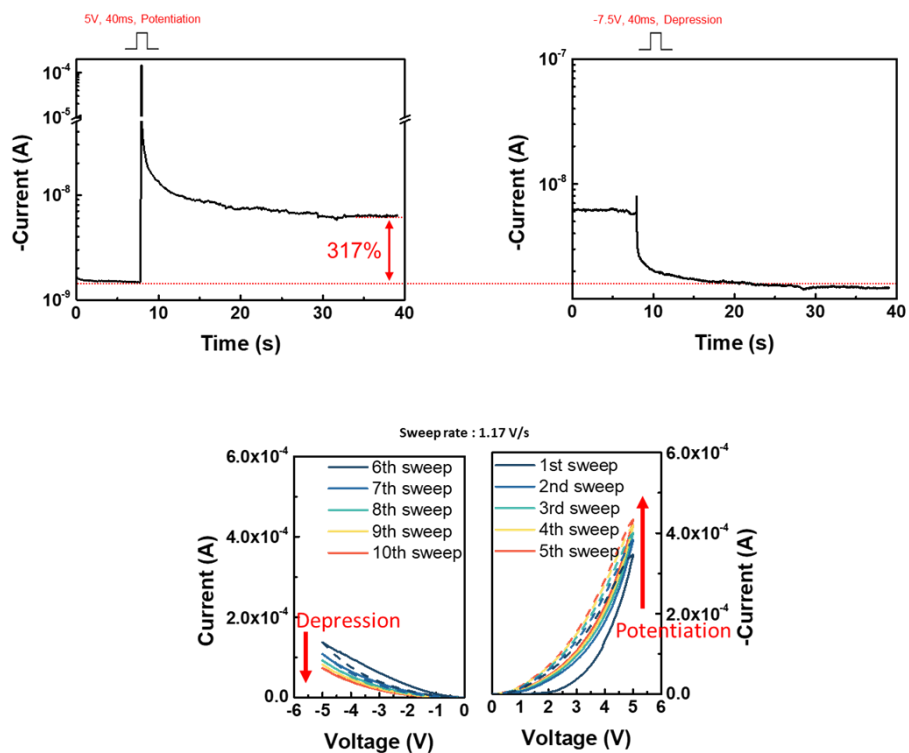 5V, 40ms, Potentiation
-Current (A)
10⁻⁴
10⁻⁵
10⁻⁸
10⁻⁹
317%
0 10 20 30 40
Time (s)
-7.5V, 40ms, Depression
-Current (A)
10⁻⁷
10⁻⁸
0 10 20 30 40
Time (s)
Sweep rate : 1.17 V/s
Current (A)
6.0x10⁻⁴
4.0x10⁻⁴
2.0x10⁻⁴
0.0
6th sweep
7th sweep
8th sweep
9th sweep
10th sweep
Depression
-6 -5 -4 -3 -2 -1 0
Voltage (V)
1st sweep
2nd sweep
3rd sweep
4th sweep
5th sweep
Potentiation
6.0x10⁻⁴
4.0x10⁻⁴
2.0x10⁻⁴
0.0
-Current (A)
0 1 2 3 4 5 6
Voltage (V)